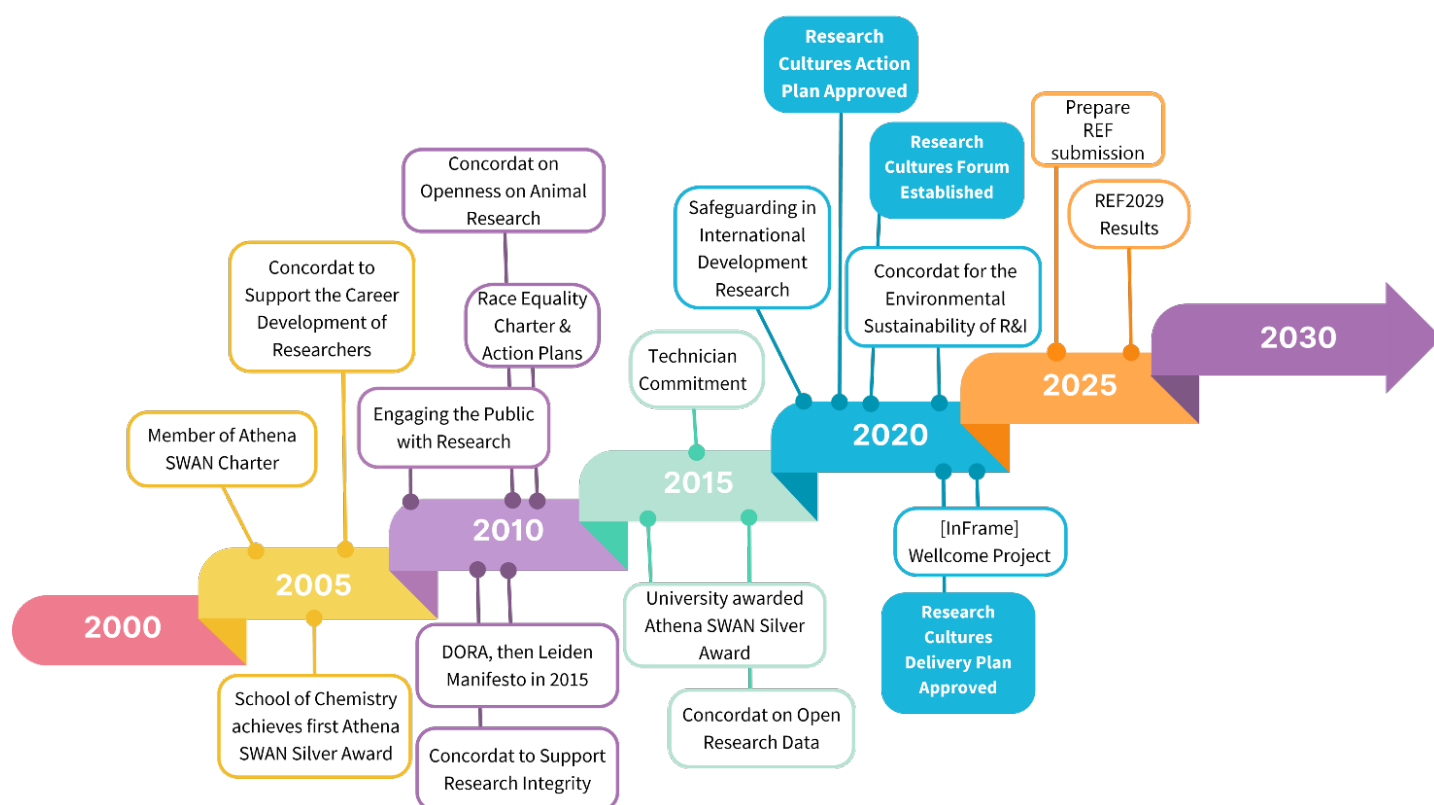 Research
Cultures Action
Plan Approved
Prepare
REF
submission
Research
Cultures Forum
Established
Concordat on
Openness on Animal
Research
REF2029
Results
Safeguarding in
International
Development
Research
Concordat to
Support the Career
Development of
Researchers
Concordat for the
Environmental
Sustainability of R&I
Race Equality
Charter &
Action Plans
Technician
Commitment
Engaging the Public
with Research
Member of Athena
SWAN Charter
2000
2005
2010
2015
2020
2025
2030
[InFrame]
Wellcome Project
University awarded
Athena SWAN Silver
Award
Research
Cultures
Delivery Plan
Approved
DORA, then Leiden
Manifesto in 2015
School of Chemistry
achieves first Athena
SWAN Silver Award
Concordat on Open
Research Data
Concordat to Support
Research Integrity